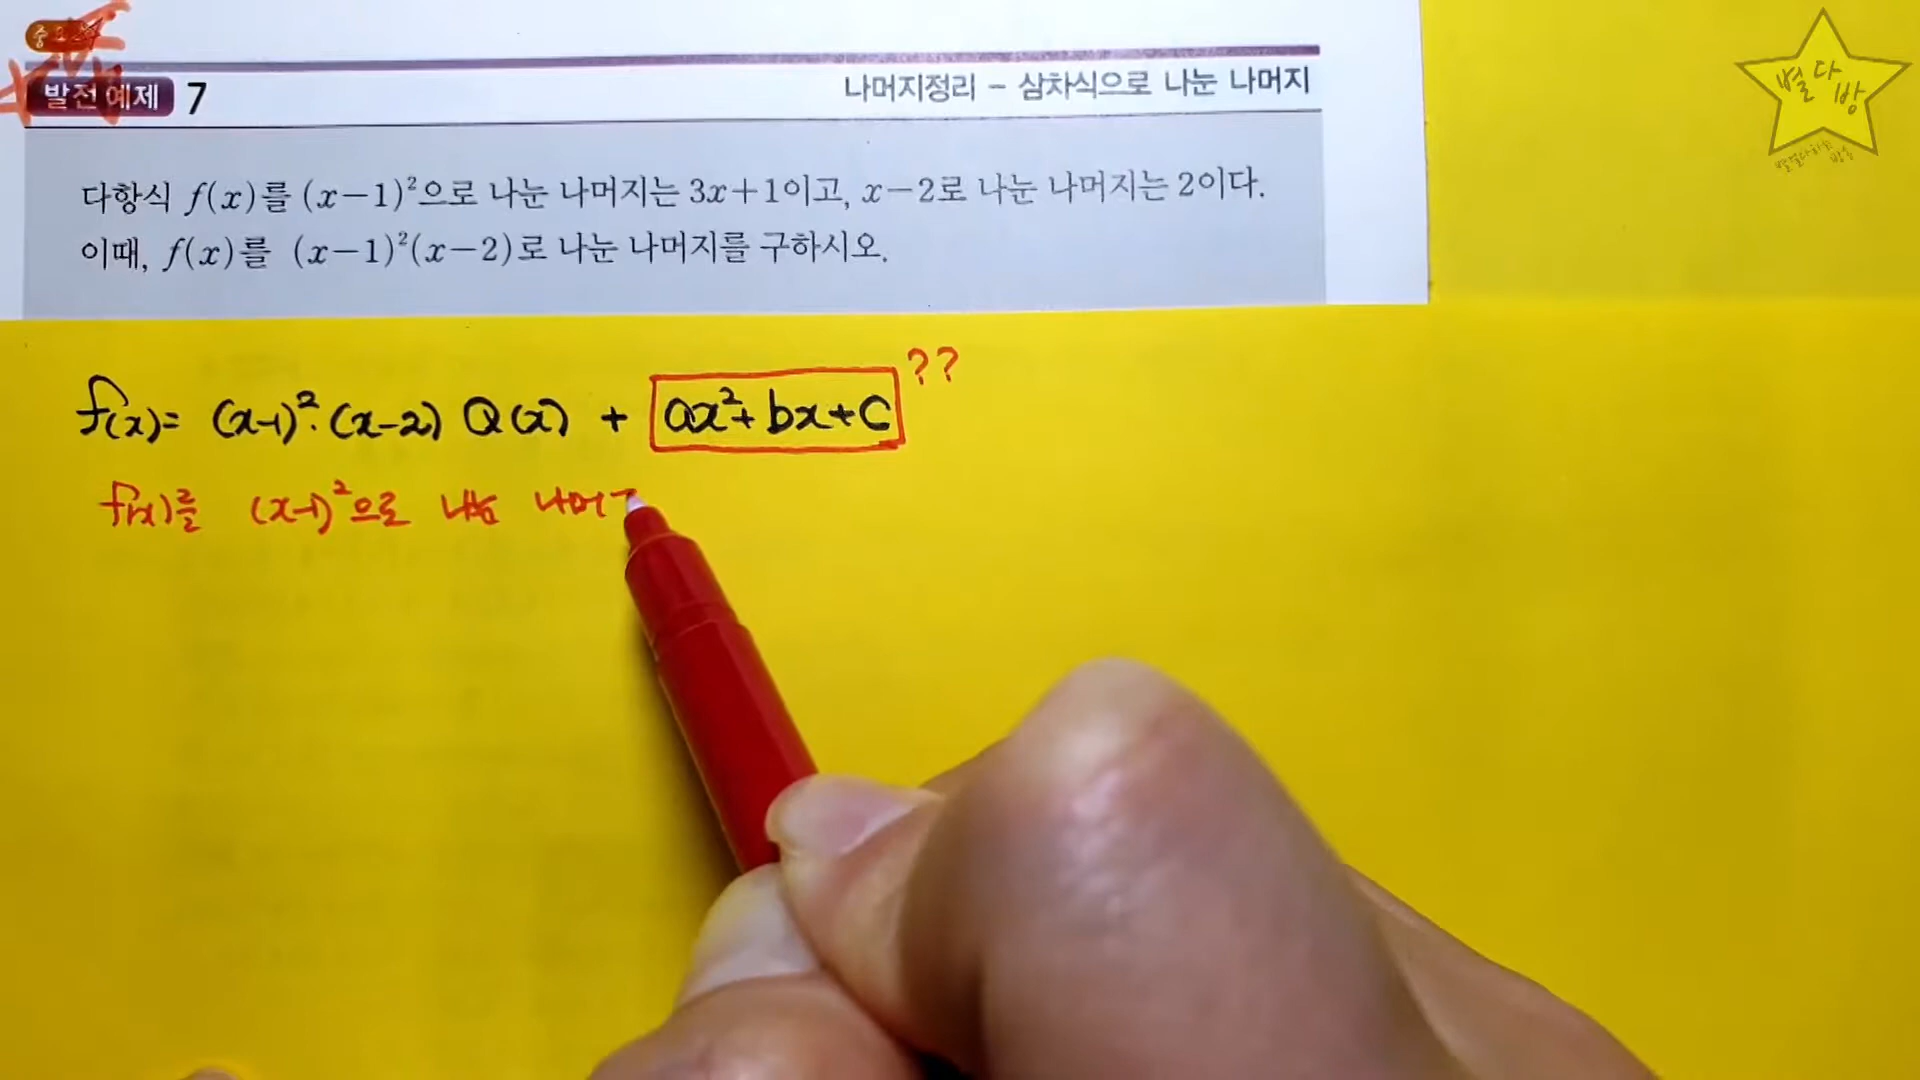 중요
발전 예제 7
나머지정리 - 삼차식으로 나눈 나머지
다항식 f(x)를 (x-1)²으로 나눈 나머지는 3x+1이고, x-2로 나눈 나머지는 2이다.
이때, f(x)를 (x-1)²(x-2)로 나눈 나머지를 구하시오.
f(x)= (x-1)²·(x-2) Q(x) + ax²+bx+c ??
f(x)를 (x-1)²으로 나눈 나머
별다방